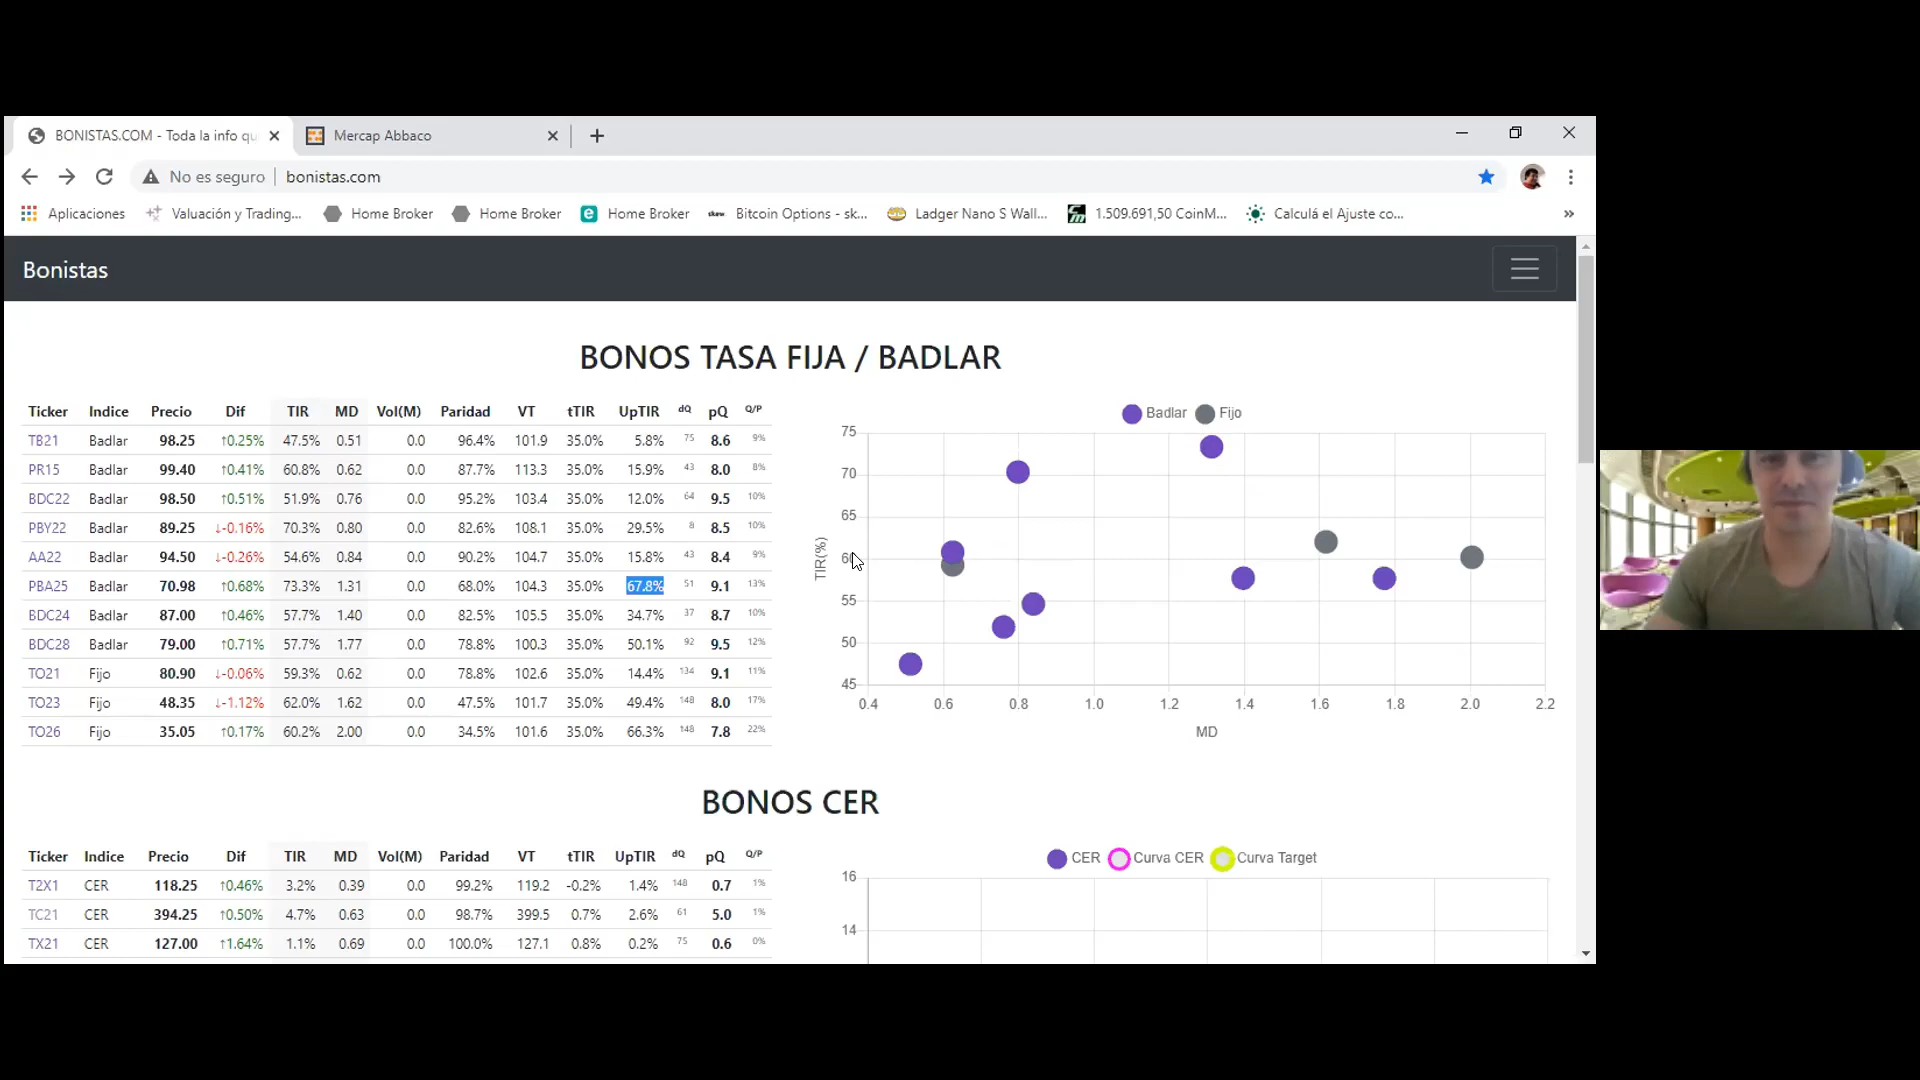 BONISTAS.COM - Toda la info qu
Mercap Abbaco
No es seguro
bonistas.com
Aplicaciones
Valuación y Trading...
Home Broker
Home Broker
Home Broker
skew
Bitcoin Options - sk...
Ladger Nano S Wall...
1.509.691,50 CoinM...
Calculá el Ajuste co...
»
Bonistas
BONOS TASA FIJA / BADLAR
Ticker Indice Precio Dif TIR MD Vol(M) Paridad VT tTIR UpTIR dQ pQ Q/P
TB21 Badlar 98.25 ↑0.25% 47.5% 0.51 0.0 96.4% 101.9 35.0% 5.8% 75 8.6 9%
PR15 Badlar 99.40 ↑0.41% 60.8% 0.62 0.0 87.7% 113.3 35.0% 15.9% 43 8.0 8%
BDC22 Badlar 98.50 ↑0.51% 51.9% 0.76 0.0 95.2% 103.4 35.0% 12.0% 64 9.5 10%
PBY22 Badlar 89.25 ↓-0.16% 70.3% 0.80 0.0 82.6% 108.1 35.0% 29.5% 8 8.5 10%
AA22 Badlar 94.50 ↓-0.26% 54.6% 0.84 0.0 90.2% 104.7 35.0% 15.8% 43 8.4 9%
PBA25 Badlar 70.98 ↑0.68% 73.3% 1.31 0.0 68.0% 104.3 35.0% 67.8% 51 9.1 13%
BDC24 Badlar 87.00 ↑0.46% 57.7% 1.40 0.0 82.5% 105.5 35.0% 34.7% 37 8.7 10%
BDC28 Badlar 79.00 ↑0.71% 57.7% 1.77 0.0 78.8% 100.3 35.0% 50.1% 92 9.5 12%
TO21 Fijo 80.90 ↓-0.06% 59.3% 0.62 0.0 78.8% 102.6 35.0% 14.4% 134 9.1 11%
TO23 Fijo 48.35 ↓-1.12% 62.0% 1.62 0.0 47.5% 101.7 35.0% 49.4% 148 8.0 17%
TO26 Fijo 35.05 ↑0.17% 60.2% 2.00 0.0 34.5% 101.6 35.0% 66.3% 148 7.8 22%
Badlar Fijo
75
70
65
60
55
50
45
TIR(%)
0.4 0.6 0.8 1.0 1.2 1.4 1.6 1.8 2.0 2.2
MD
BONOS CER
Ticker Indice Precio Dif TIR MD Vol(M) Paridad VT tTIR UpTIR dQ pQ Q/P
T2X1 CER 118.25 ↑0.46% 3.2% 0.39 0.0 99.2% 119.2 -0.2% 1.4% 148 0.7 1%
TC21 CER 394.25 ↑0.50% 4.7% 0.63 0.0 98.7% 399.5 0.7% 2.6% 61 5.0 1%
TX21 CER 127.00 ↑1.64% 1.1% 0.69 0.0 100.0% 127.1 0.8% 0.2% 75 0.6 0%
CER Curva CER Curva Target
16
14